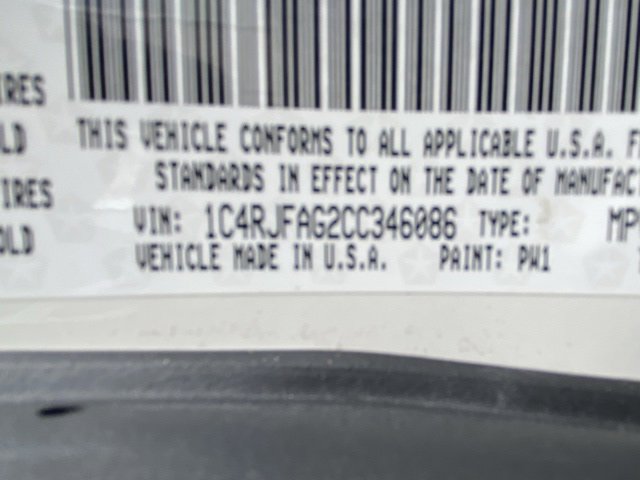 IRES
LD
IRES
OLD
THIS VEHICLE CONFORMS TO ALL APPLICABLE U.S.A. F
STANDARDS IN EFFECT ON THE DATE OF MANUFAC
VIN: 1C4RJFAG2CC346086 TYPE: MP
VEHICLE MADE IN U.S.A. PAINT: PW1